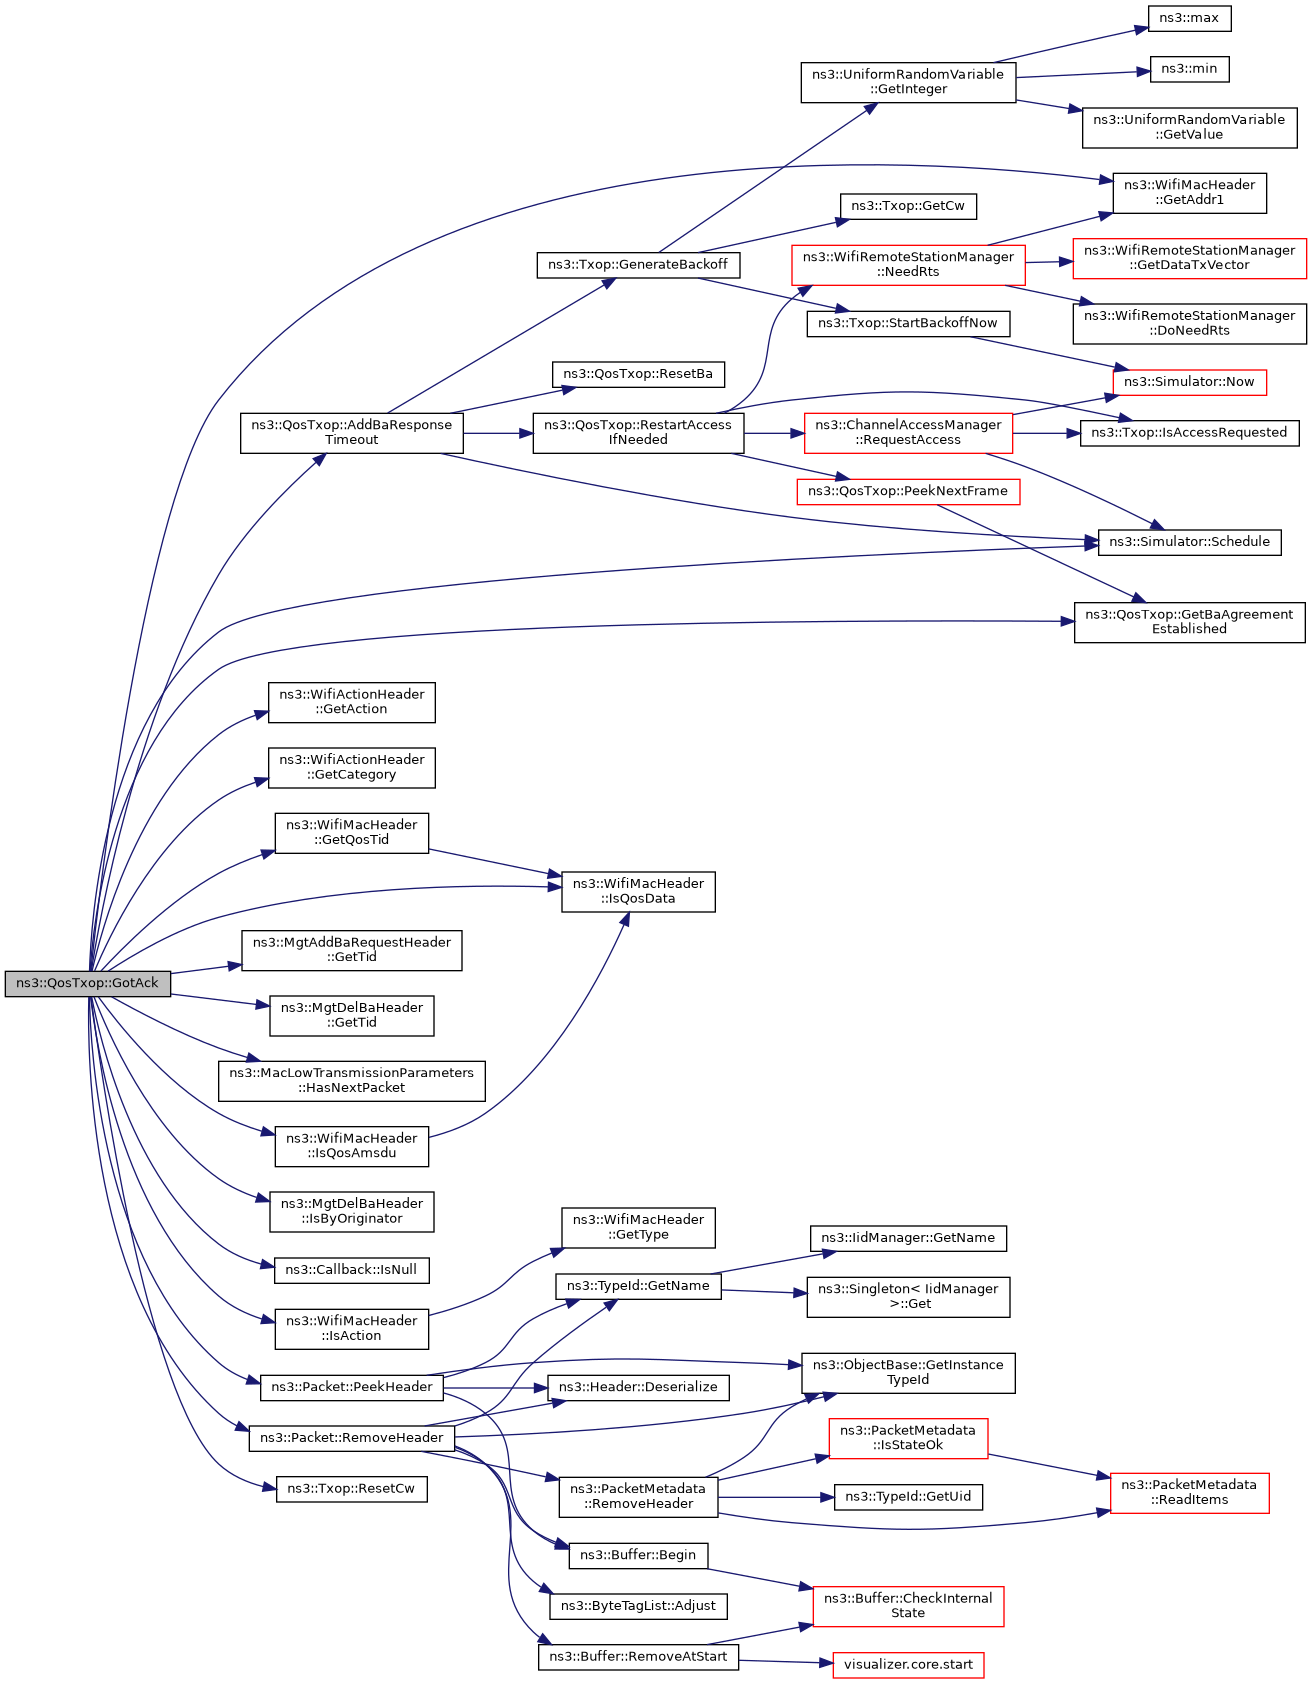 ns3::max
ns3::UniformRandomVariable
::GetInteger
ns3::min
ns3::UniformRandomVariable
::GetValue
ns3::WifiMacHeader
::GetAddr1
ns3::Txop::GetCw
ns3::Txop::GenerateBackoff
ns3::WifiRemoteStationManager
::NeedRts
ns3::WifiRemoteStationManager
::GetDataTxVector
ns3::Txop::StartBackoffNow
ns3::WifiRemoteStationManager
::DoNeedRts
ns3::QosTxop::ResetBa
ns3::Simulator::Now
ns3::QosTxop::AddBaResponse
Timeout
ns3::QosTxop::RestartAccess
IfNeeded
ns3::ChannelAccessManager
::RequestAccess
ns3::Txop::IsAccessRequested
ns3::QosTxop::PeekNextFrame
ns3::Simulator::Schedule
ns3::QosTxop::GetBaAgreement
Established
ns3::WifiActionHeader
::GetAction
ns3::WifiActionHeader
::GetCategory
ns3::WifiMacHeader
::GetQosTid
ns3::WifiMacHeader
::IsQosData
ns3::MgtAddBaRequestHeader
::GetTid
ns3::QosTxop::GotAck
ns3::MgtDelBaHeader
::GetTid
ns3::MacLowTransmissionParameters
::HasNextPacket
ns3::WifiMacHeader
::IsQosAmsdu
ns3::MgtDelBaHeader
::IsByOriginator
ns3::WifiMacHeader
::GetType
ns3::IidManager::GetName
ns3::Callback::IsNull
ns3::TypeId::GetName
ns3::Singleton< IidManager
>::Get
ns3::WifiMacHeader
::IsAction
ns3::ObjectBase::GetInstance
TypeId
ns3::Packet::PeekHeader
ns3::Header::Deserialize
ns3::Packet::RemoveHeader
ns3::PacketMetadata
::IsStateOk
ns3::Txop::ResetCw
ns3::PacketMetadata
::RemoveHeader
ns3::TypeId::GetUid
ns3::PacketMetadata
::ReadItems
ns3::Buffer::Begin
ns3::ByteTagList::Adjust
ns3::Buffer::CheckInternal
State
ns3::Buffer::RemoveAtStart
visualizer.core.start